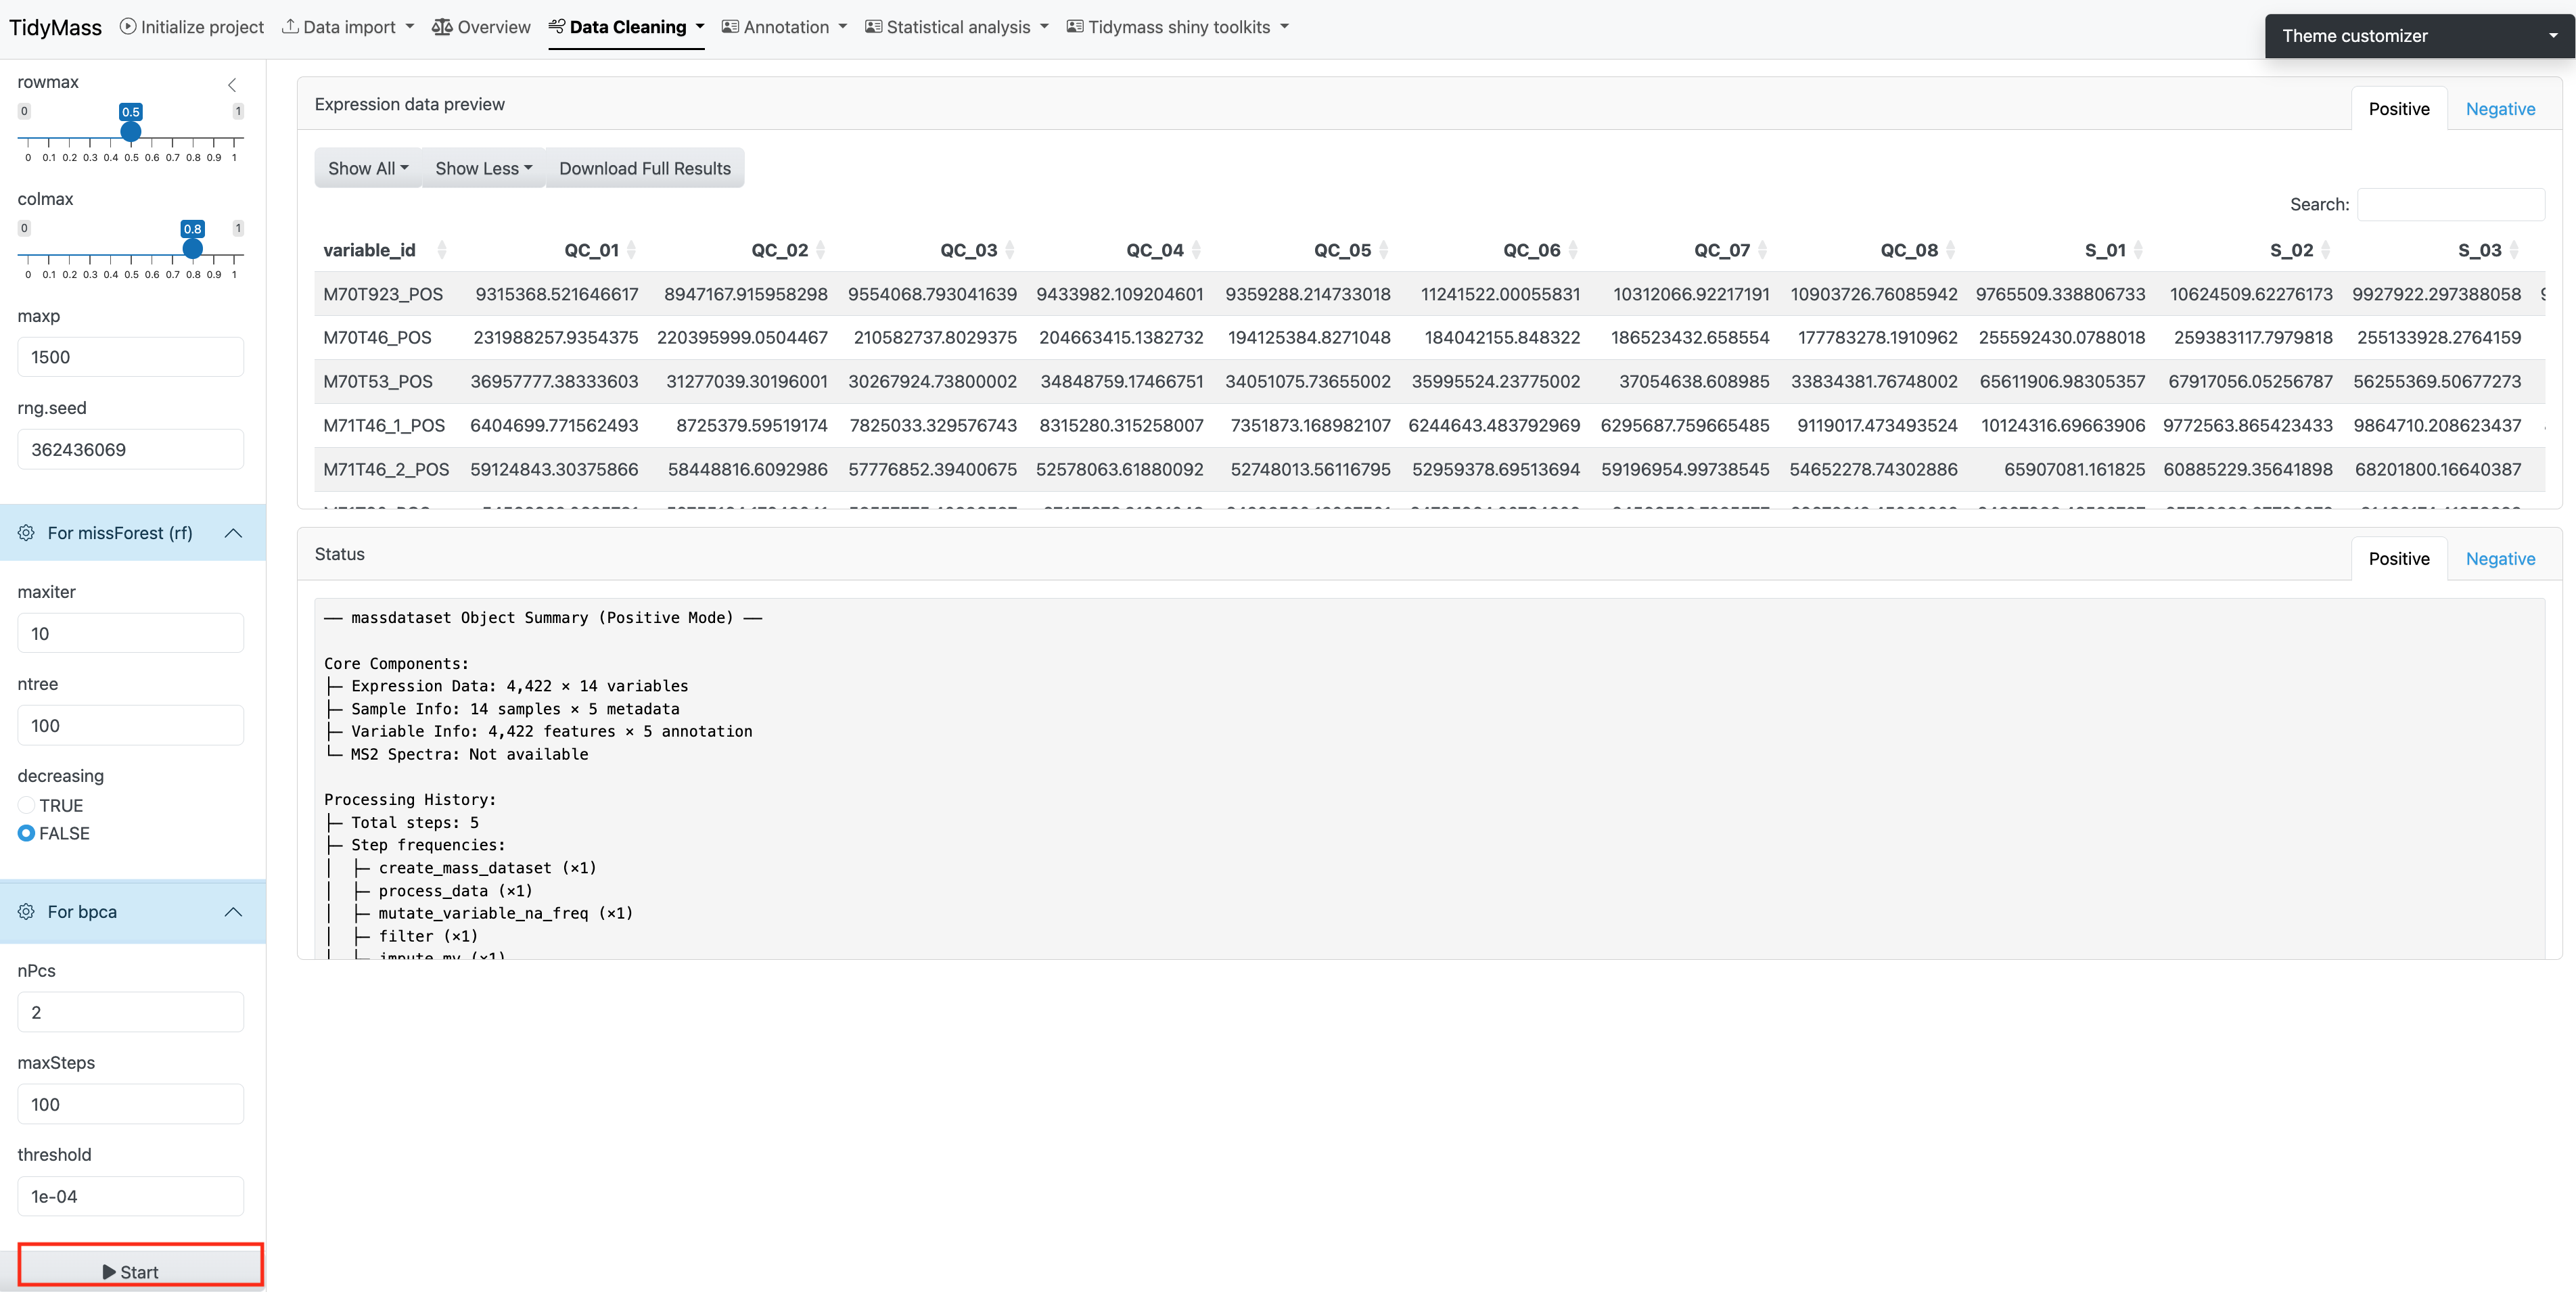 TidyMass Initialize project Data import Overview Data Cleaning Annotation Statistical analysis Tidymass shiny toolkits Theme customizer
rowmax
0 0.5 1
0 0.1 0.2 0.3 0.4 0.5 0.6 0.7 0.8 0.9 1
colmax
0 0.8 1
0 0.1 0.2 0.3 0.4 0.5 0.6 0.7 0.8 0.9 1
maxp
1500
rng.seed
362436069
For missForest (rf)
maxiter
10
ntree
100
decreasing
TRUE
FALSE
For bpca
nPcs
2
maxSteps
100
threshold
1e-04
Start
Expression data preview Positive Negative
Show All Show Less Download Full Results
Search:
variable_id QC_01 QC_02 QC_03 QC_04 QC_05 QC_06 QC_07 QC_08 S_01 S_02 S_03
M70T923_POS 9315368.521646617 8947167.915958298 9554068.793041639 9433982.109204601 9359288.214733018 11241522.00055831 10312066.92217191 10903726.76085942 9765509.338806733 10624509.62276173 9927922.297388058
M70T46_POS 231988257.9354375 220395999.0504467 210582737.8029375 204663415.1382732 194125384.8271048 184042155.848322 186523432.658554 177783278.1910962 255592430.0788018 259383117.7979818 255133928.2764159
M70T53_POS 36957777.38333603 31277039.30196001 30267924.73800002 34848759.17466751 34051075.73655002 35995524.23775002 37054638.608985 33834381.76748002 65611906.98305357 67917056.05256787 56255369.50677273
M71T46_1_POS 6404699.771562493 8725379.59519174 7825033.329576743 8315280.315258007 7351873.168982107 6244643.483792969 6295687.759665485 9119017.473493524 10124316.69663906 9772563.865423433 9864710.208623437
M71T46_2_POS 59124843.30375866 58448816.6092986 57776852.39400675 52578063.61880092 52748013.56116795 52959378.69513694 59196954.99738545 54652278.74302886 65907081.161825 60885229.35641898 68201800.16640387
Status Positive Negative
── massdataset Object Summary (Positive Mode) ──
Core Components:
├─ Expression Data: 4,422 × 14 variables
├─ Sample Info: 14 samples × 5 metadata
├─ Variable Info: 4,422 features × 5 annotation
└─ MS2 Spectra: Not available
Processing History:
├─ Total steps: 5
├─ Step frequencies:
│  ├─ create_mass_dataset (×1)
│  ├─ process_data (×1)
│  ├─ mutate_variable_na_freq (×1)
│  ├─ filter (×1)
│  └─ impute_mv (×1)